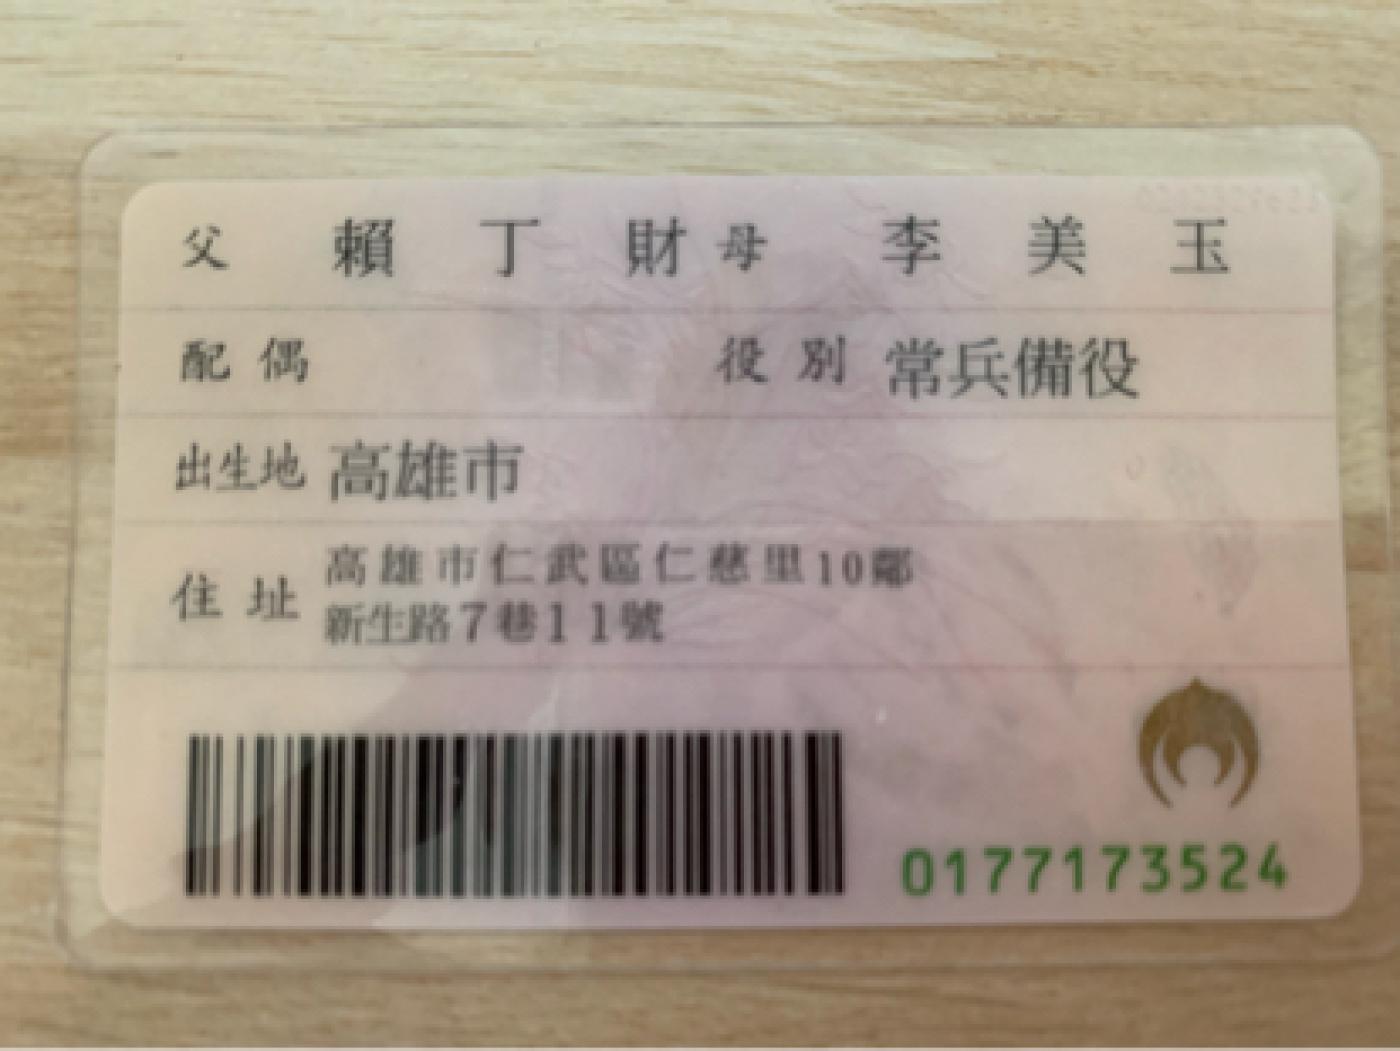 父 賴丁財 母 李美玉
配偶 役別 常兵備役
出生地 高雄市
住址 高雄市仁武區仁慈里10鄰
新生路7巷11號
0177173524